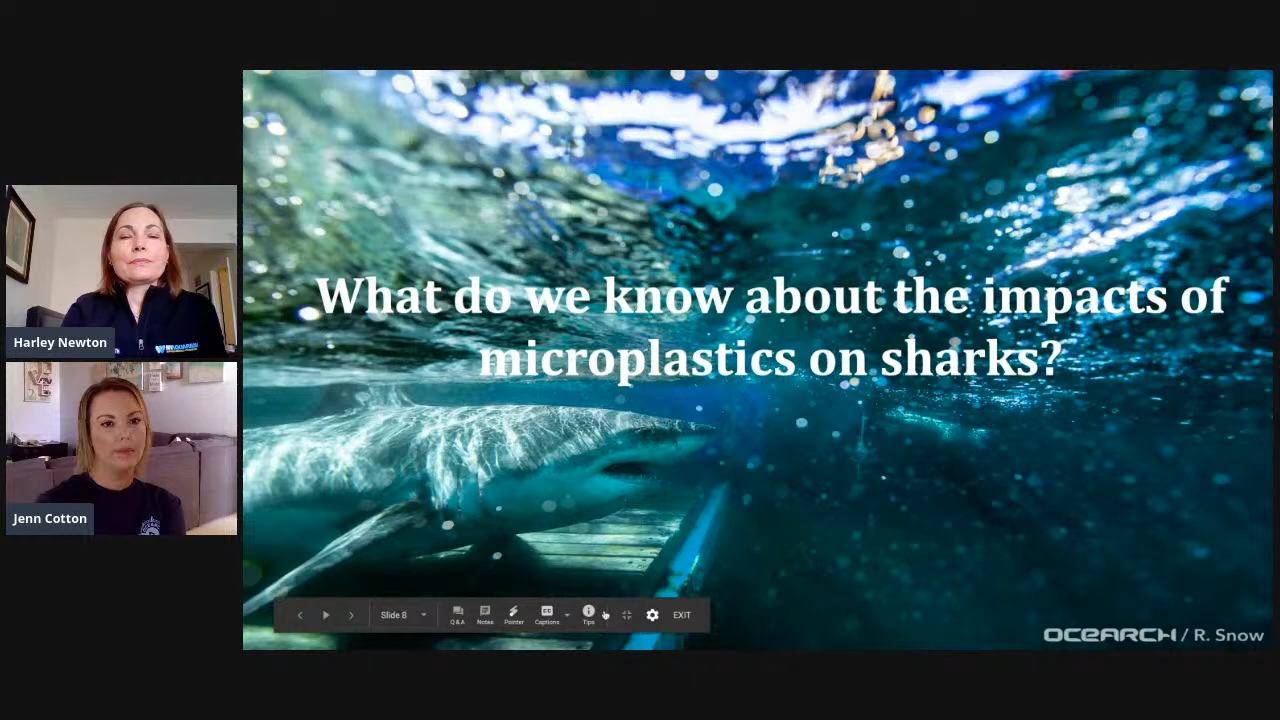 What do we know about the impacts of
microplastics on sharks?
Harley Newton
Jenn Cotton
Slide 8
Q&A
Notes
Pointer
Captions
Tips
EXIT
OCEARCH / R. Snow